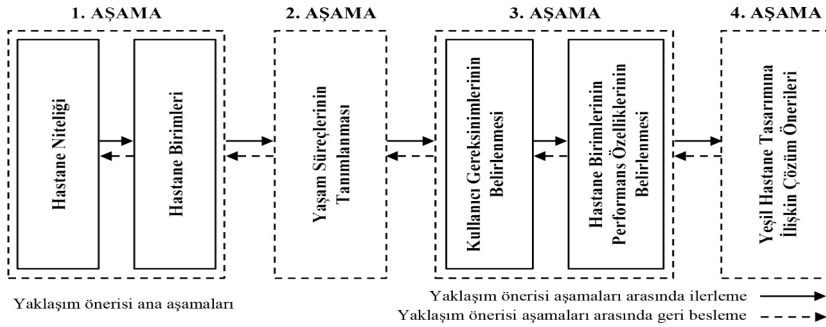 1. AŞAMA
2. AŞAMA
3. AŞAMA
4. AŞAMA
Hastane Niteliği
Hastane Birimleri
Yaşam Süreçlerinin
Tanımlanması
Kullanıcı Gereksinimlerinin
Belirlenmesi
Hastane Birimlerinin
Performans Özelliklerinin
Belirlenmesi
Yeşil Hastane Tasarımına
İlişkin Çözüm Önerileri
Yaklaşım önerisi ana aşamaları
Yaklaşım önerisi aşamaları arasında ilerleme
Yaklaşım önerisi aşamaları arasında geri besleme